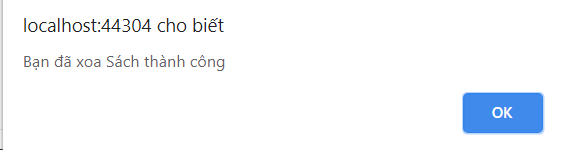 localhost:44304 cho biết
Bạn đã xoa Sách thành công
OK